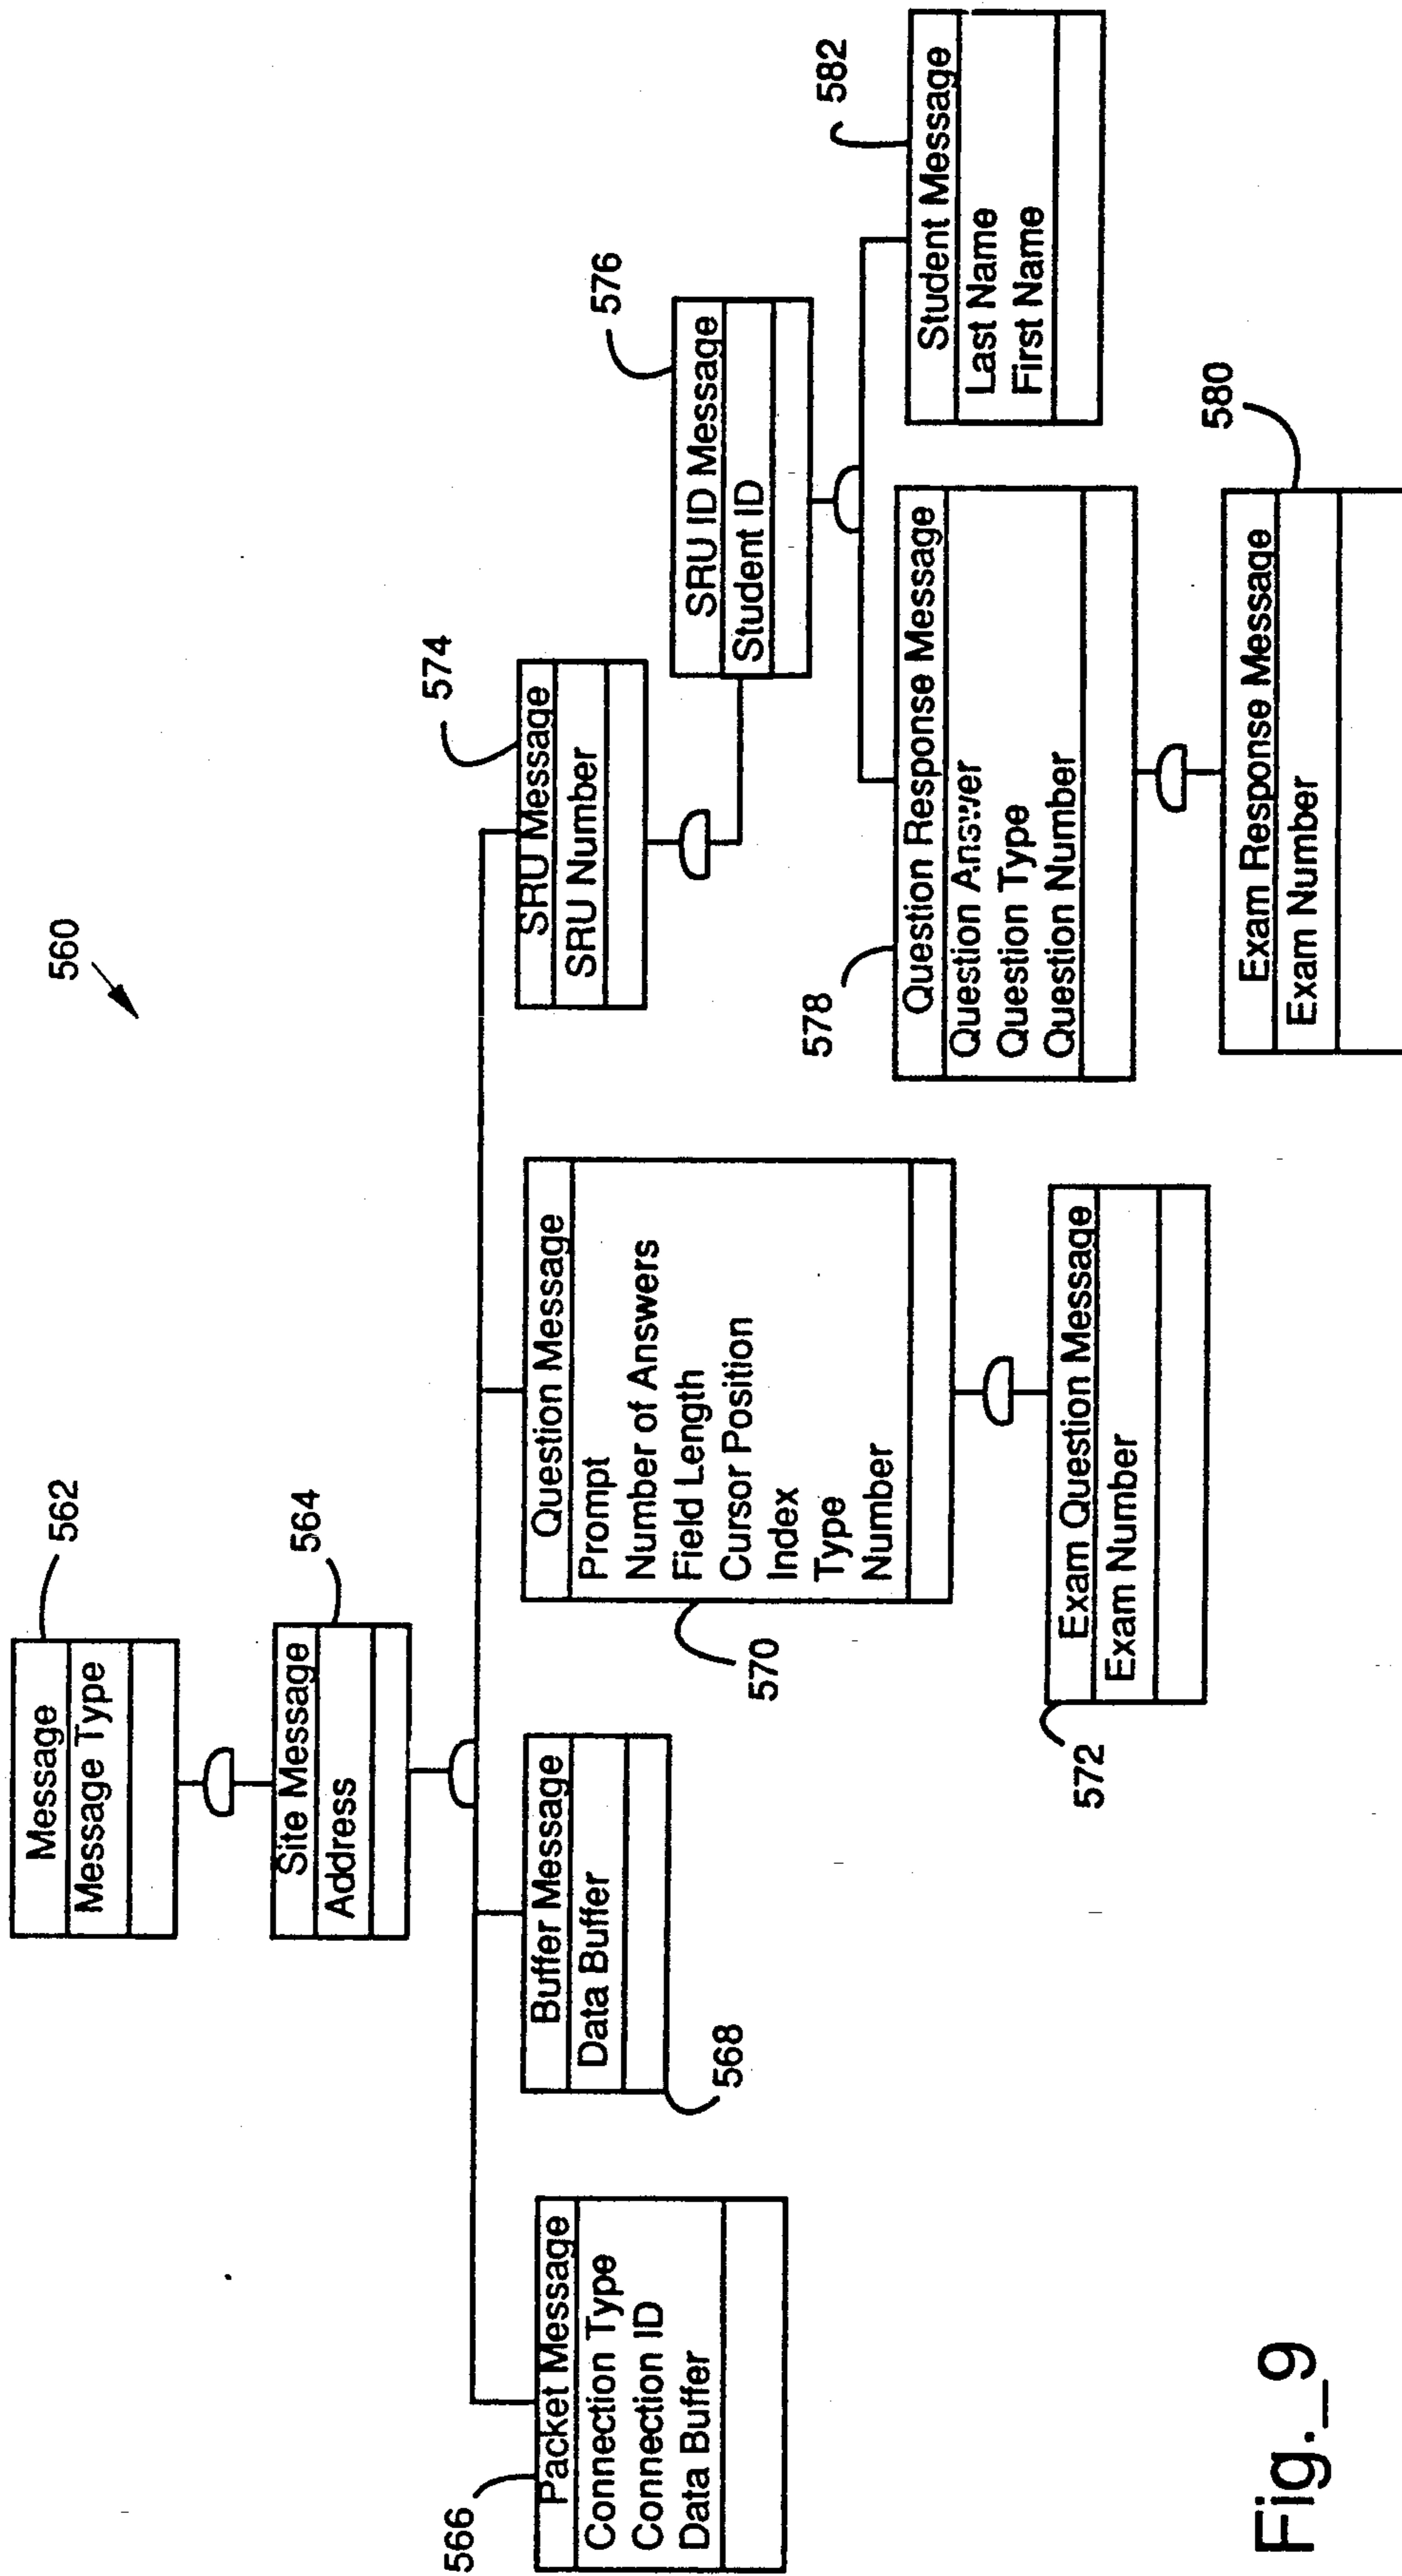 560
562
Message
Message Type
564
Site Message
Address
566
Packet Message
Connection Type
Connection ID
Data Buffer
Buffer Message
Data Buffer
568
Question Message
Prompt
Number of Answers
Field Length
Cursor Position
Index
Type
Number
570
Exam Question Message
Exam Number
572
574
SRU Message
SRU Number
576
SRU ID Message
Student ID
578
Question Response Message
Question Answer
Question Type
Question Number
580
Exam Response Message
Exam Number
582
Student Message
Last Name
First Name
Fig._9